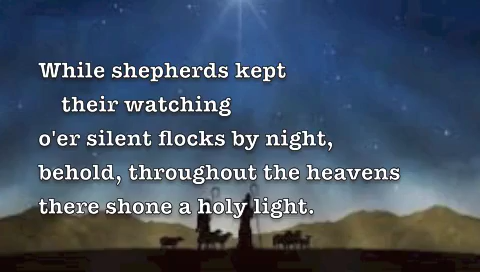 While shepherds kept
their watching
o'er silent flocks by night,
behold, throughout the heavens
there shone a holy light.